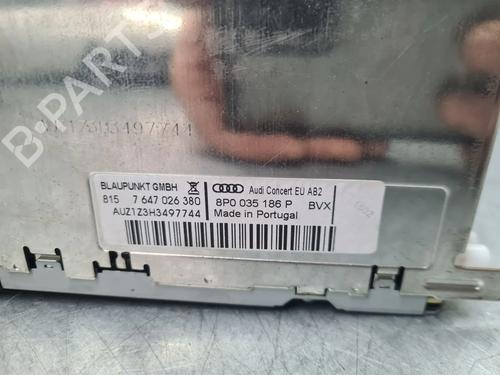 BLAUPUNKT GMBH
815 7 647 026 380
AUZ1Z3H3497744
Audi Concert EU AB2
8P0 035 186 P BVX
Made in Portugal
B-PARTS